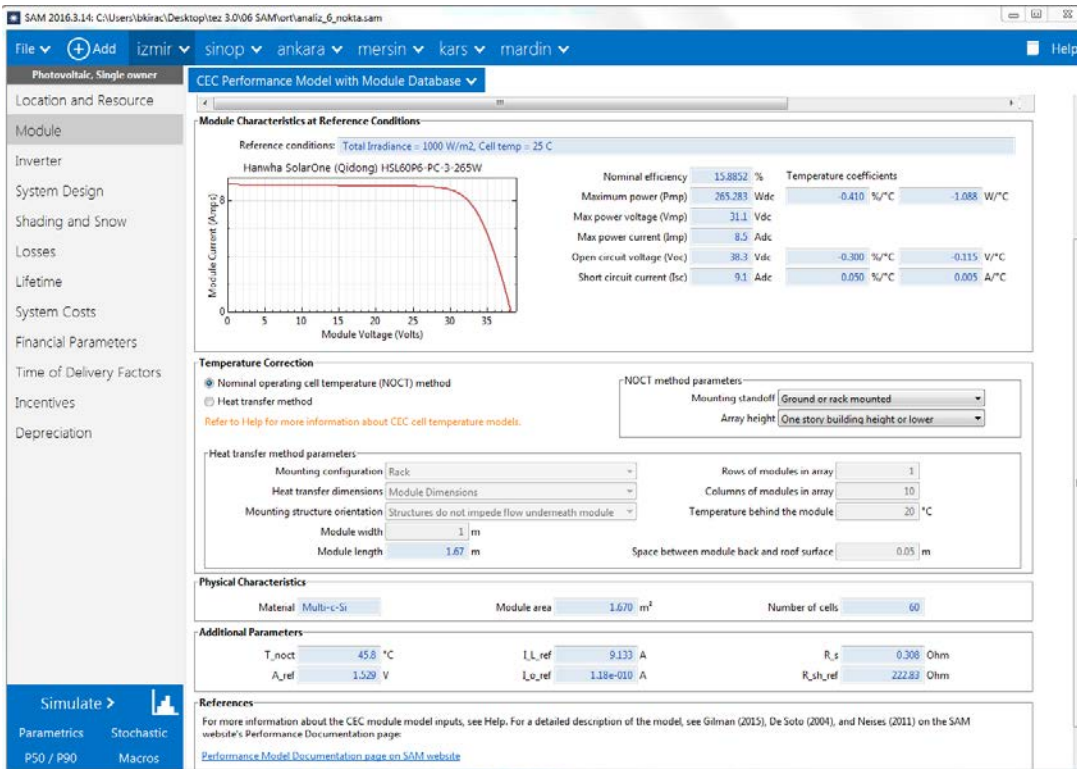 SAM 2016.3.14: C:\Users\bkirac\Desktop\tez 3.0\06 SAM\ort\analiz_6_nokta.sam
File Add izmir sinop ankara mersin kars mardin Help
Photovoltaic, Single owner
CEC Performance Model with Module Database
Location and Resource
Module
Inverter
System Design
Shading and Snow
Losses
Lifetime
System Costs
Financial Parameters
Time of Delivery Factors
Incentives
Depreciation
Simulate >
Parametrics Stochastic
P50 / P90 Macros
Module Characteristics at Reference Conditions
Reference conditions: Total Irradiance = 1000 W/m2, Cell temp = 25 C
Hanwha SolarOne (Qidong) HSL60P6-PC-3-265W
Module Current (Amps)
8
0
0 5 10 15 20 25 30 35
Module Voltage (Volts)
Nominal efficiency 15.8852 % Temperature coefficients
Maximum power (Pmp) 265.283 Wdc -0.410 %/°C -1.088 W/°C
Max power voltage (Vmp) 31.1 Vdc
Max power current (Imp) 8.5 Adc
Open circuit voltage (Voc) 38.3 Vdc -0.300 %/°C -0.115 V/°C
Short circuit current (Isc) 9.1 Adc 0.050 %/°C 0.005 A/°C
Temperature Correction
Nominal operating cell temperature (NOCT) method
Heat transfer method
Refer to Help for more information about CEC cell temperature models.
NOCT method parameters
Mounting standoff Ground or rack mounted
Array height One story building height or lower
Heat transfer method parameters
Mounting configuration Rack Rows of modules in array 1
Heat transfer dimensions Module Dimensions Columns of modules in array 10
Mounting structure orientation Structures do not impede flow underneath module Temperature behind the module 20 °C
Module width 1 m
Module length 1.67 m Space between module back and roof surface 0.05 m
Physical Characteristics
Material Multi-c-Si Module area 1.670 m² Number of cells 60
Additional Parameters
T_noct 45.8 °C I_L_ref 9.133 A R_s 0.308 Ohm
A_ref 1.529 V I_o_ref 1.18e-010 A R_sh_ref 222.83 Ohm
References
For more information about the CEC module model inputs, see Help. For a detailed description of the model, see Gilman (2015), De Soto (2004), and Neises (2011) on the SAM
website's Performance Documentation page:
Performance Model Documentation page on SAM website